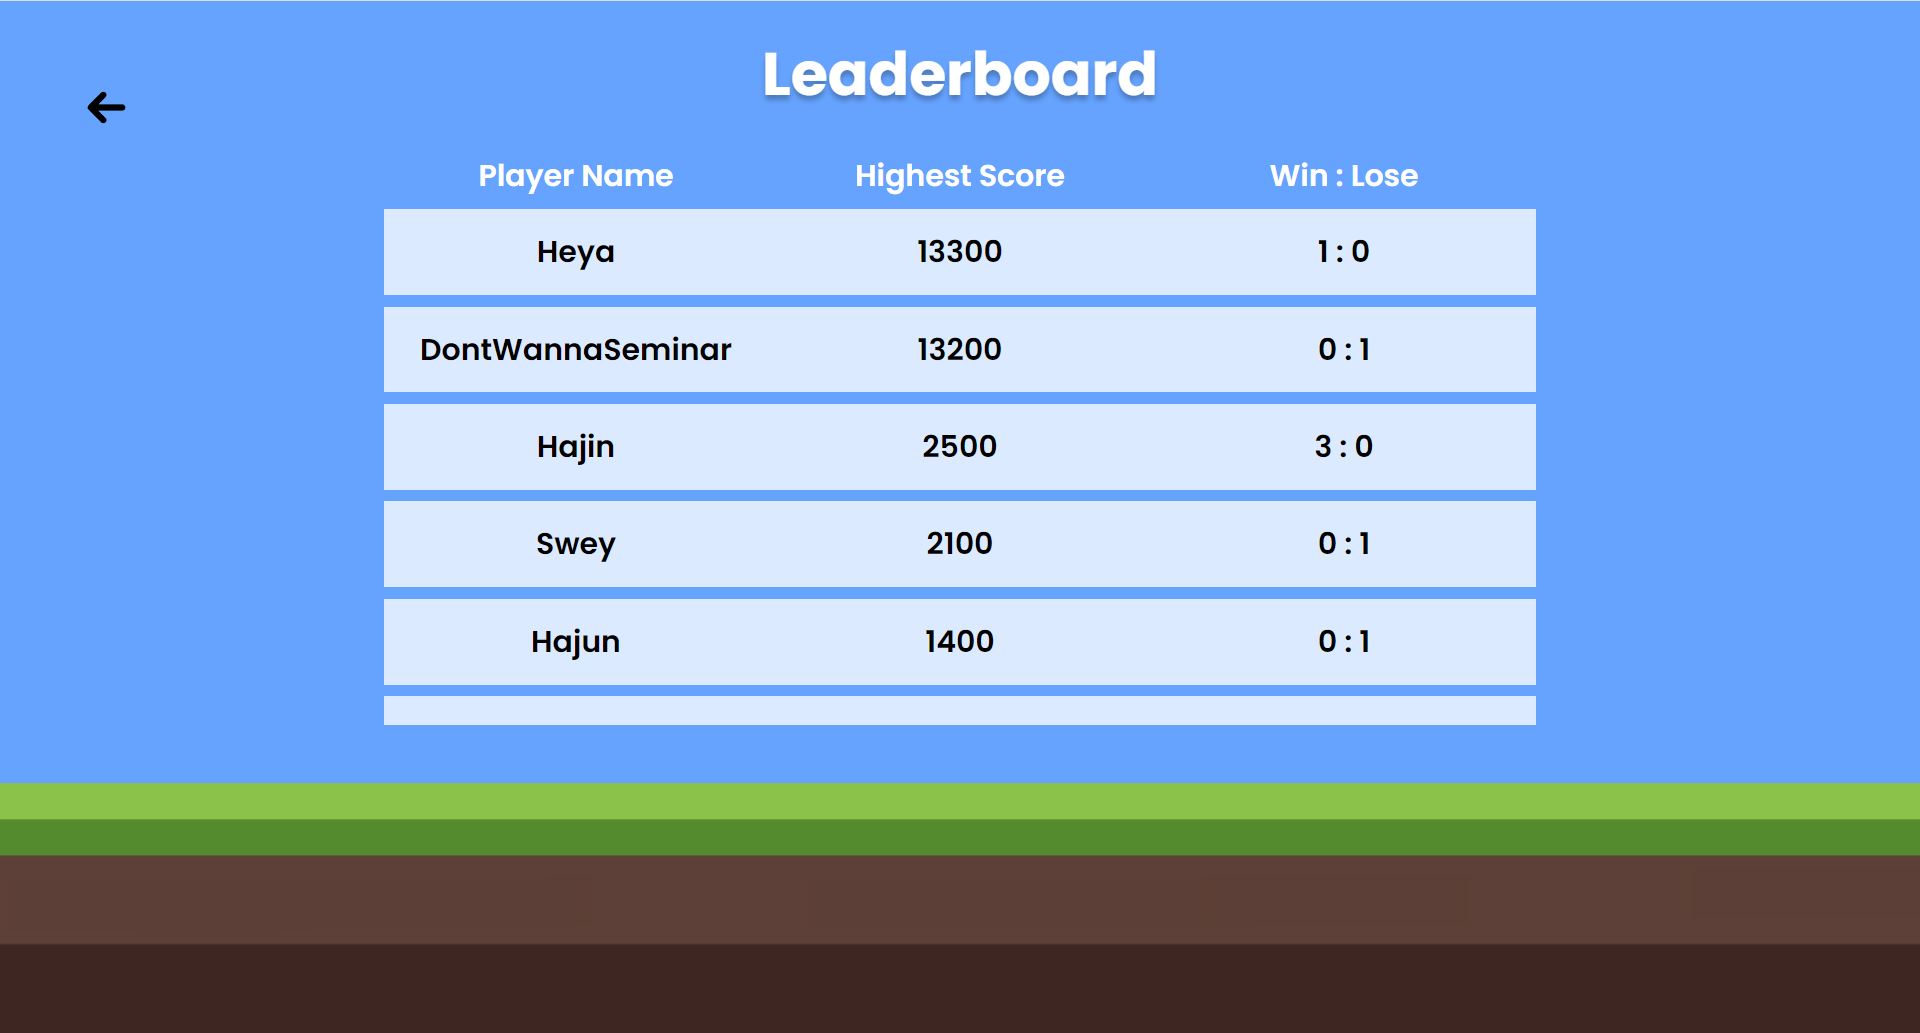 Leaderboard
Player Name Highest Score Win : Lose
Heya 13300 1 : 0
DontWannaSeminar 13200 0 : 1
Hajin 2500 3 : 0
Swey 2100 0 : 1
Hajun 1400 0 : 1